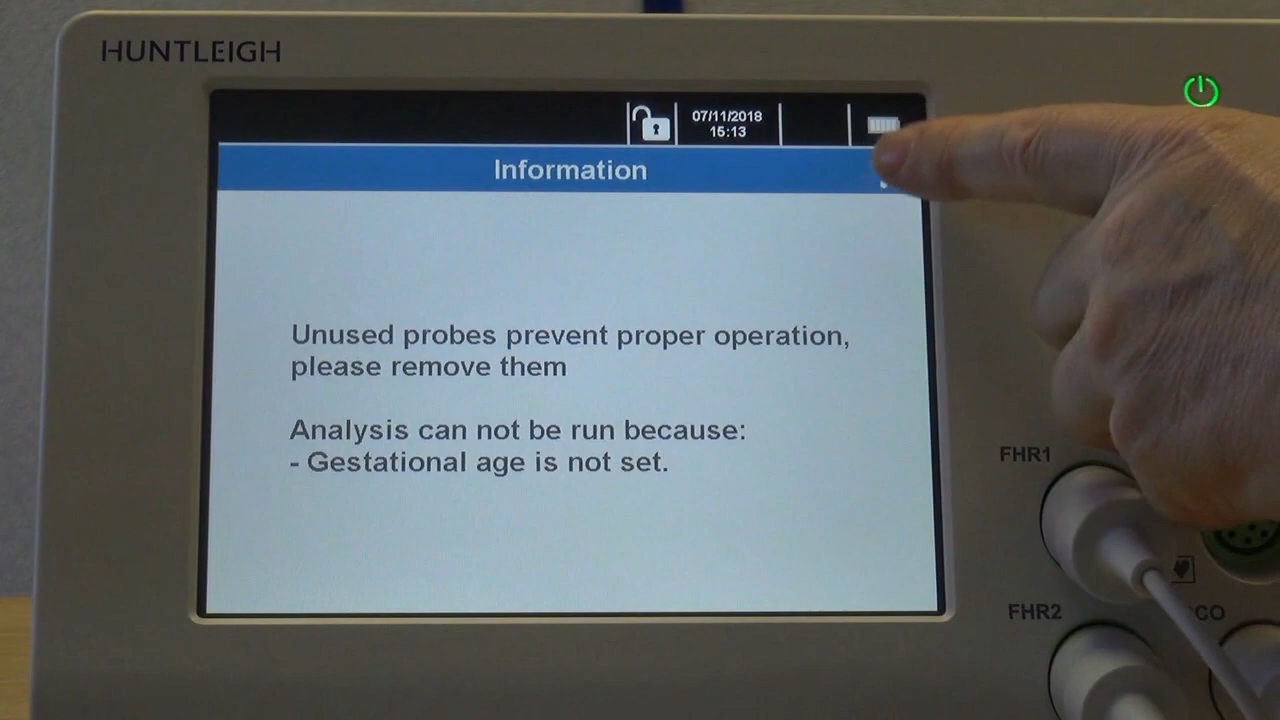 HUNTLEIGH
07/11/2018
15:13
Information
Unused probes prevent proper operation,
please remove them
Analysis can not be run because:
- Gestational age is not set.
FHR1
FHR2